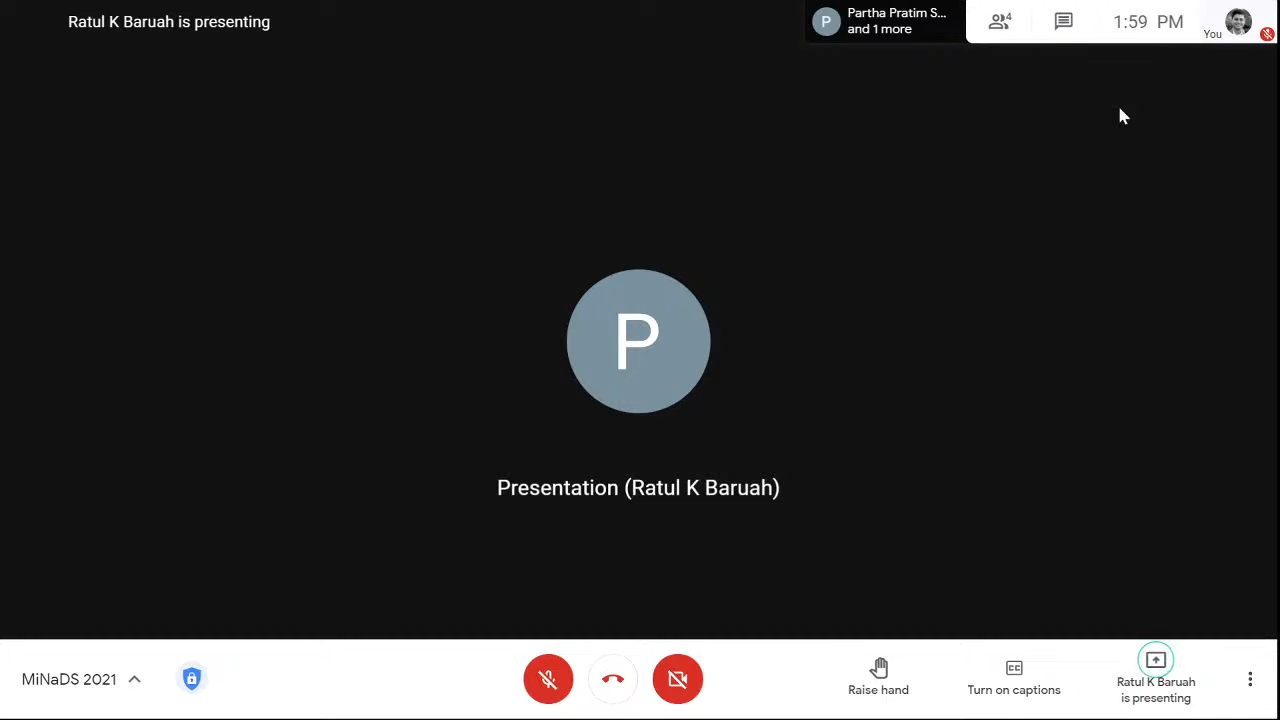 Ratul K Baruah is presenting
P
Partha Pratim S...
and 1 more
4
1:59 PM
You
P
Presentation (Ratul K Baruah)
MiNaDS 2021
Raise hand
CC
Turn on captions
Ratul K Baruah
is presenting